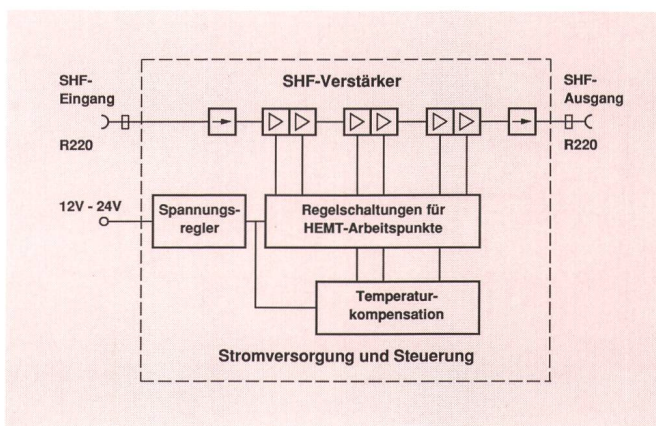 SHF-
Eingang
SHF-Verstärker
SHF-
Ausgang
R220
R220
12V - 24V
Spannungs-
regler
Regelschaltungen für
HEMT-Arbeitspunkte
Temperatur-
kompensation
Stromversorgung und Steuerung